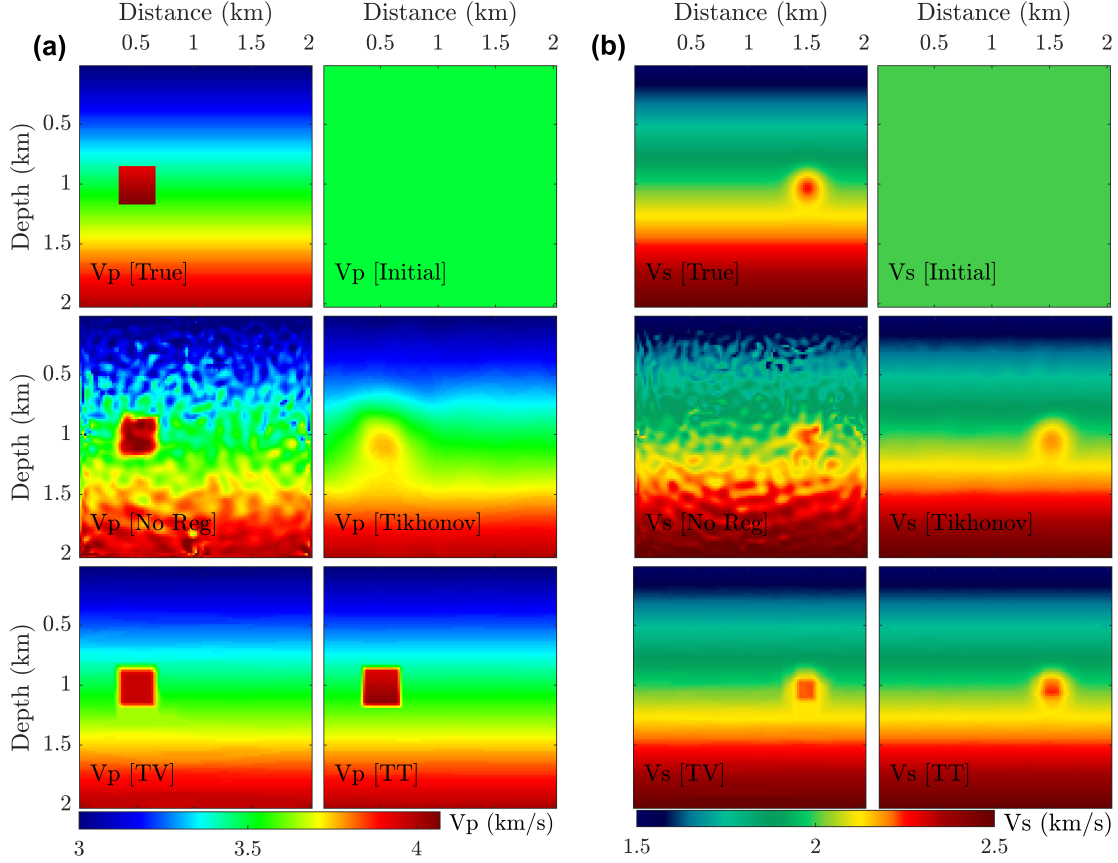 Distance (km) Distance (km)
(a) 0.5 1 1.5 2 0.5 1 1.5 2 (b) 0.5 1 1.5 2 0.5 1 1.5 2
Depth (km) 0.5 1 1.5 2
Vp [True] Vp [Initial] Vs [True] Vs [Initial]
Depth (km) 0.5 1 1.5 2
Vp [No Reg] Vp [Tikhonov] Vs [No Reg] Vs [Tikhonov]
Depth (km) 0.5 1 1.5 2
Vp [TV] Vp [TT] Vs [TV] Vs [TT]
Vp (km/s) Vs (km/s)
3 3.5 4 1.5 2 2.5